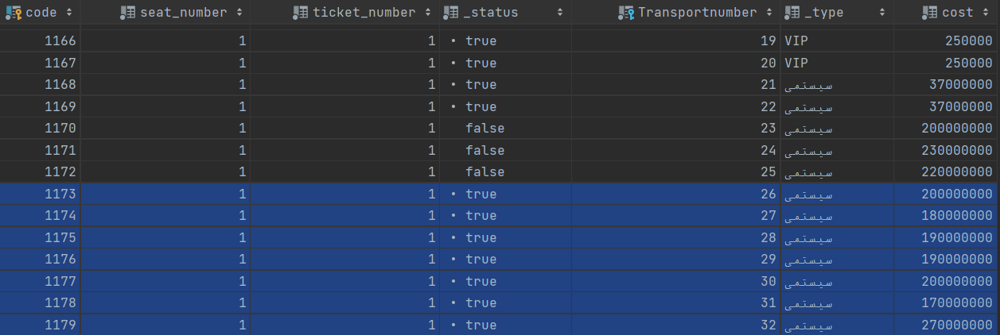 code seat_number ticket_number _status Transportnumber _type cost
1166 1 1 • true 19 VIP 250000
1167 1 1 • true 20 VIP 250000
1168 1 1 • true 21 سیستمی 37000000
1169 1 1 • true 22 سیستمی 37000000
1170 1 1 false 23 سیستمی 200000000
1171 1 1 false 24 سیستمی 230000000
1172 1 1 false 25 سیستمی 220000000
1173 1 1 • true 26 سیستمی 200000000
1174 1 1 • true 27 سیستمی 180000000
1175 1 1 • true 28 سیستمی 190000000
1176 1 1 • true 29 سیستمی 190000000
1177 1 1 • true 30 سیستمی 200000000
1178 1 1 • true 31 سیستمی 170000000
1179 1 1 • true 32 سیستمی 270000000